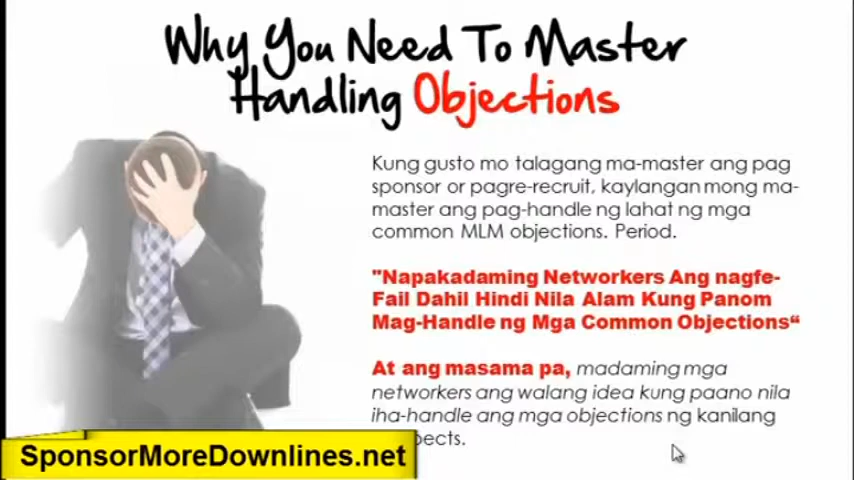 Why You Need To Master
Handling Objections
Kung gusto mo talagang ma-master ang pag
sponsor or pagre-recruit, kaylangan mong ma-
master ang pag-handle ng lahat ng mga
common MLM objections. Period.
"Napakadaming Networkers Ang nagfe-
Fail Dahil Hindi Nila Alam Kung Panom
Mag-Handle ng Mga Common Objections“
At ang masama pa, madaming mga
networkers ang walang idea kung paano nila
iha-handle ang mga objections ng kanilang
pects.
SponsorMoreDownlines.net